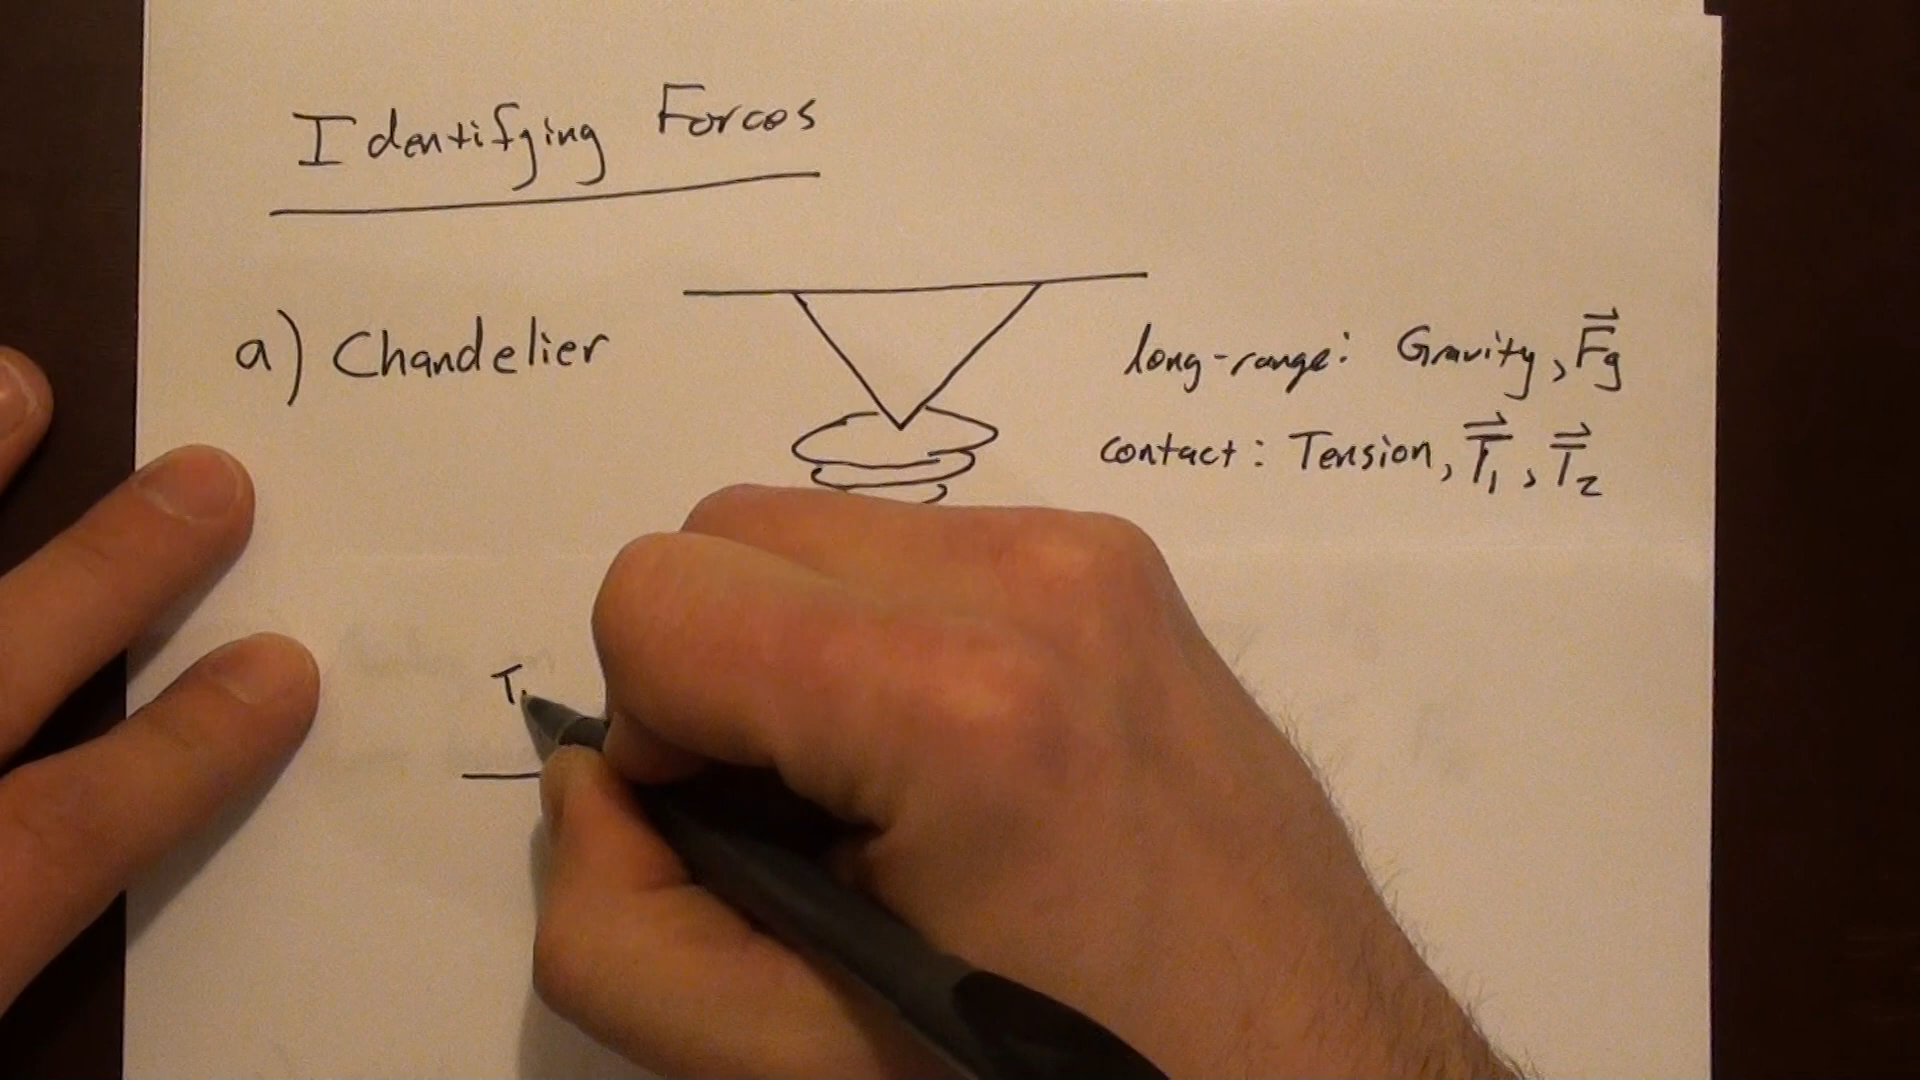 Identifying Forces
a) Chandelier
long-range: Gravity, F⃗g
contact: Tension, T⃗1, T⃗2
T